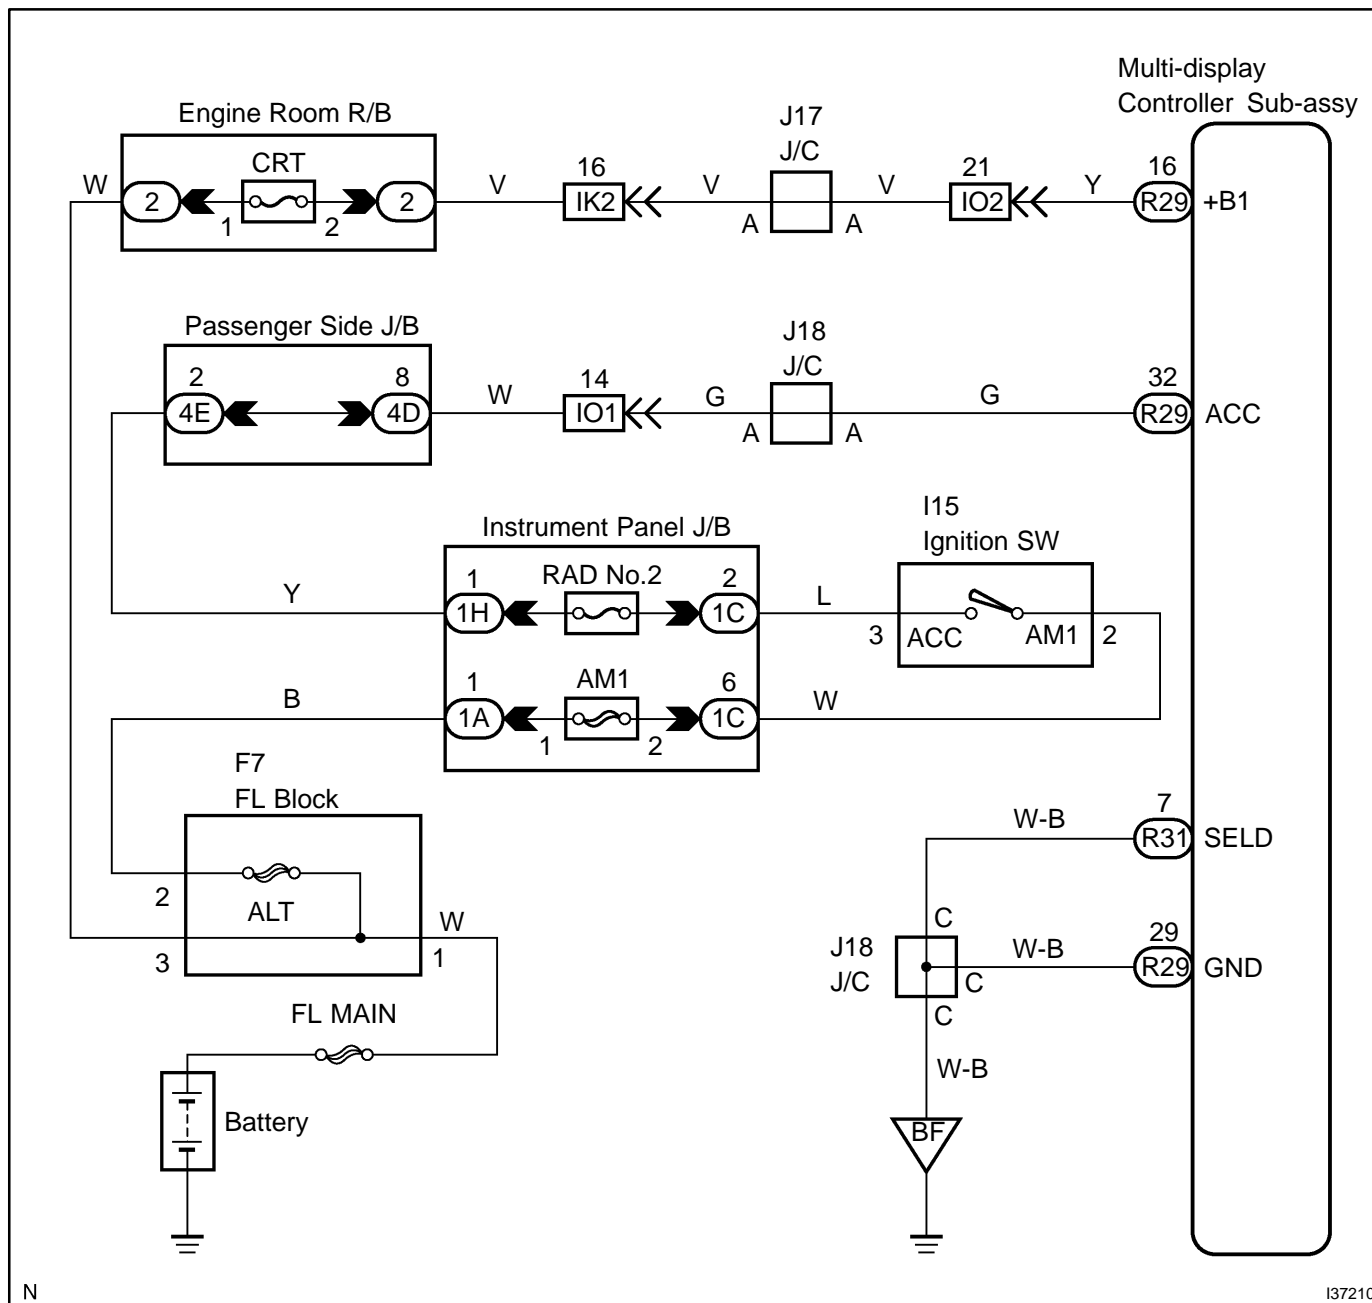 Multi-display
Controller Sub-assy
Engine Room R/B
J17
J/C
CRT
W
2
1
2
2
V
16
IK2
V
A
A
V
21
IO2
Y
16
R29
+B1
Passenger Side J/B
J18
J/C
2
4E
8
4D
W
14
IO1
G
A
A
G
32
R29
ACC
Instrument Panel J/B
I15
Ignition SW
Y
1
1H
RAD No.2
2
1C
L
3
ACC
AM1
2
B
1
1A
AM1
1
2
6
1C
W
F7
FL Block
2
ALT
3
W
1
FL MAIN
Battery
W-B
7
R31
SELD
J18
J/C
C
C
C
W-B
29
R29
GND
W-B
BF
N
I37210